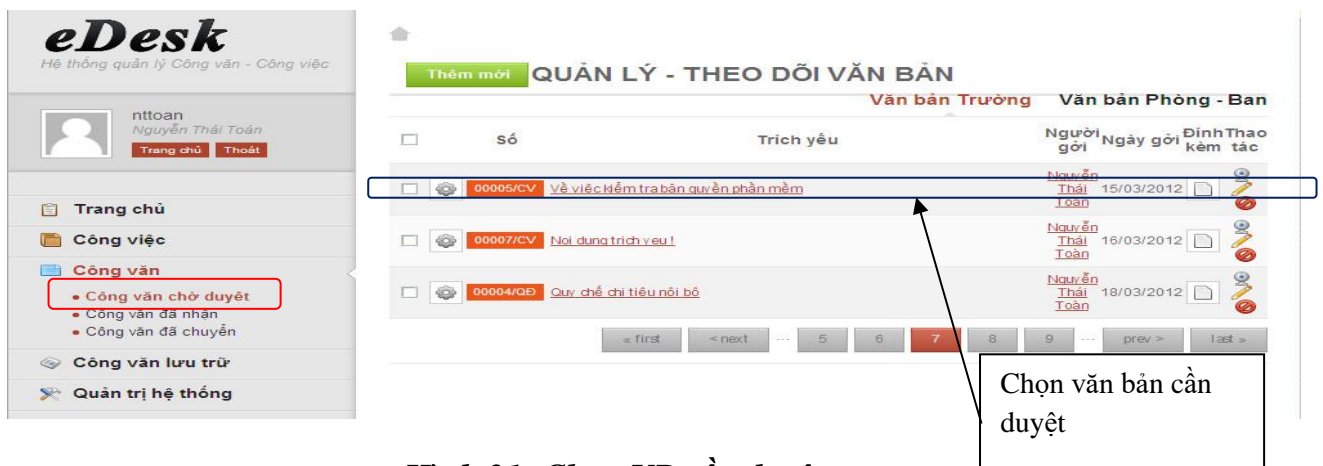 eDesk
Hệ thống quản lý Công văn - Công việc
nttoan
Nguyễn Thái Toàn
Trang chủ Thoát
Trang chủ
Công việc
Công văn
Công văn chờ duyệt
Công văn đã nhận
Công văn đã chuyển
Công văn lưu trữ
Quản trị hệ thống
Thêm mới QUẢN LÝ - THEO DÕI VĂN BẢN
Văn bản Trường Văn bản Phòng - Ban
Số Trích yếu Người gởi Ngày gởi Đính kèm Thao tác
00005/CV Về việc kiểm tra bản quyền phần mềm Nguyễn Thái Toàn 15/03/2012
00007/CV Noi dung trich yeu ! Nguyễn Thái Toàn 16/03/2012
00004/QĐ Quy chế chi tiêu nội bộ Nguyễn Thái Toàn 18/03/2012
« first < next ... 5 6 7 8 9 ... prev > last »
Chọn văn bản cần
duyệt